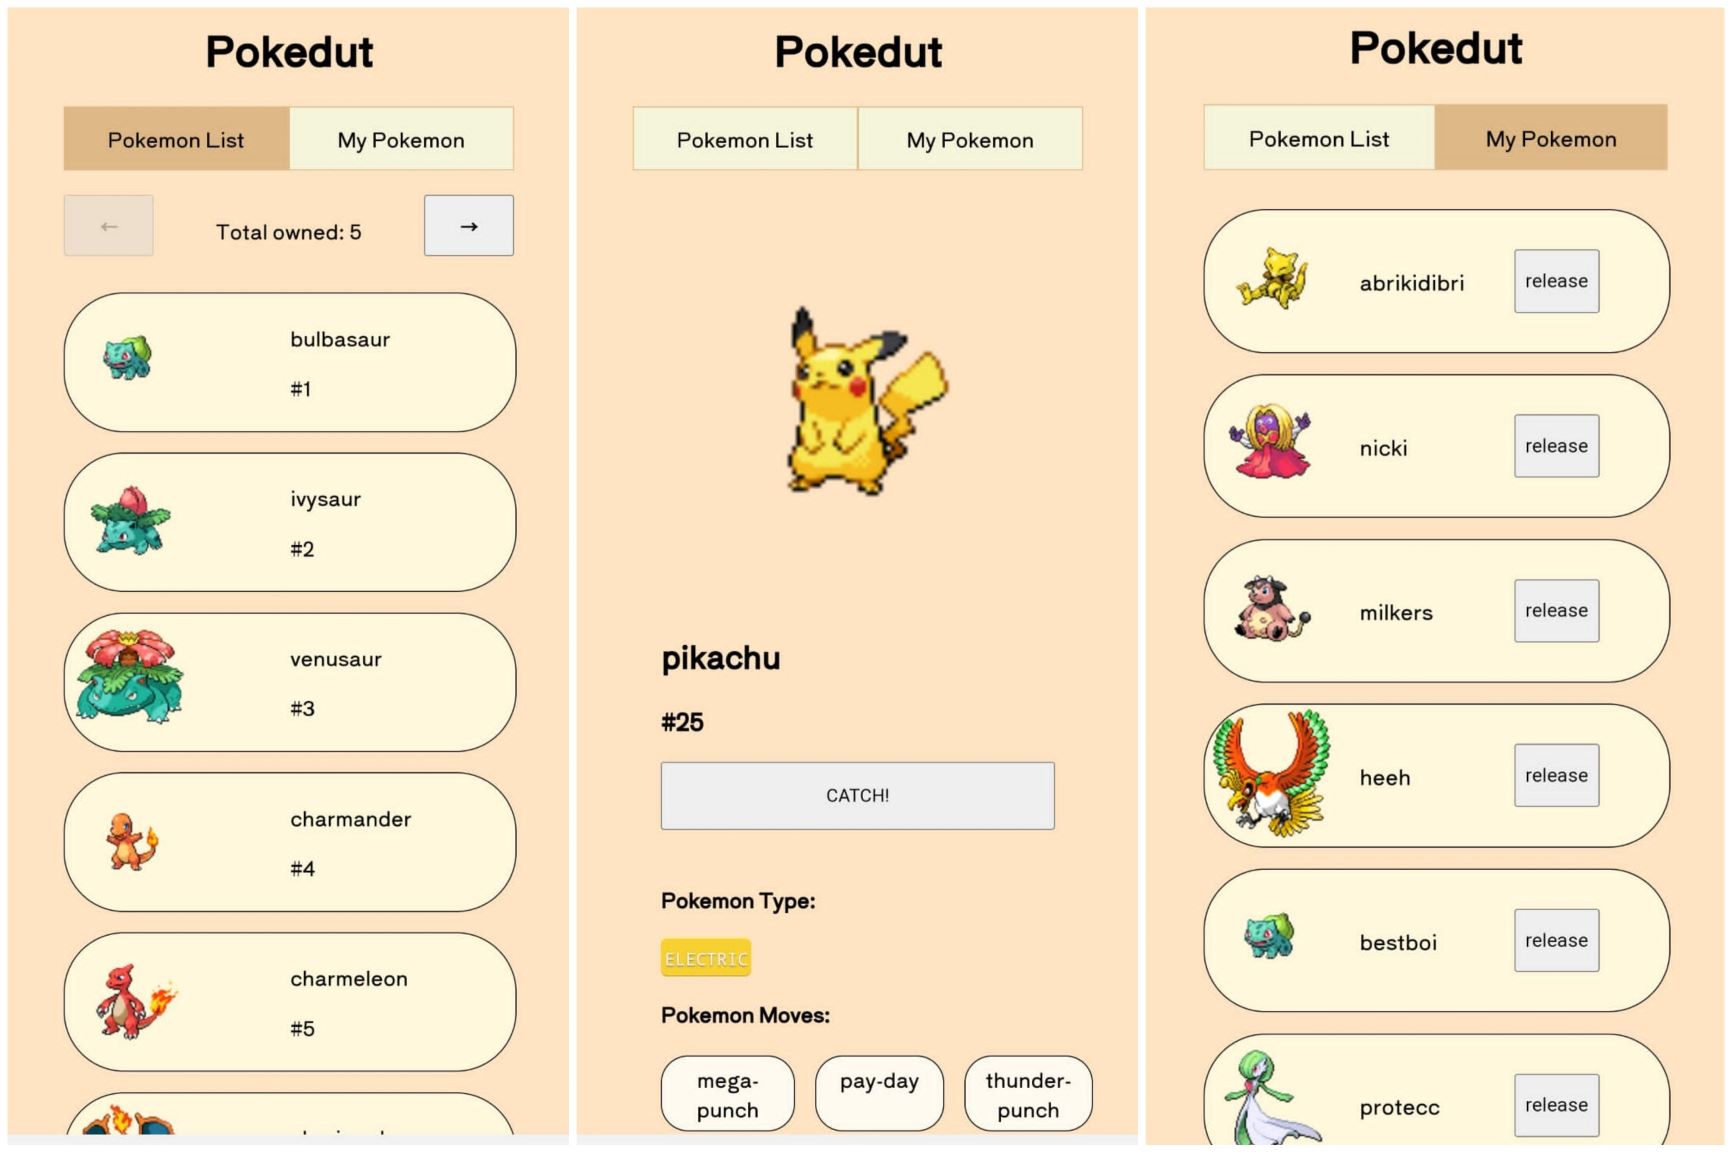 Pokedut
Pokemon List
My Pokemon
←
Total owned: 5
→
bulbasaur
#1
ivysaur
#2
venusaur
#3
charmander
#4
charmeleon
#5
Pokedut
Pokemon List
My Pokemon
pikachu
#25
CATCH!
Pokemon Type:
ELECTRIC
Pokemon Moves:
mega-
punch
pay-day
thunder-
punch
Pokedut
Pokemon List
My Pokemon
abrikidibri
release
nicki
release
milkers
release
heeh
release
bestboi
release
protecc
release